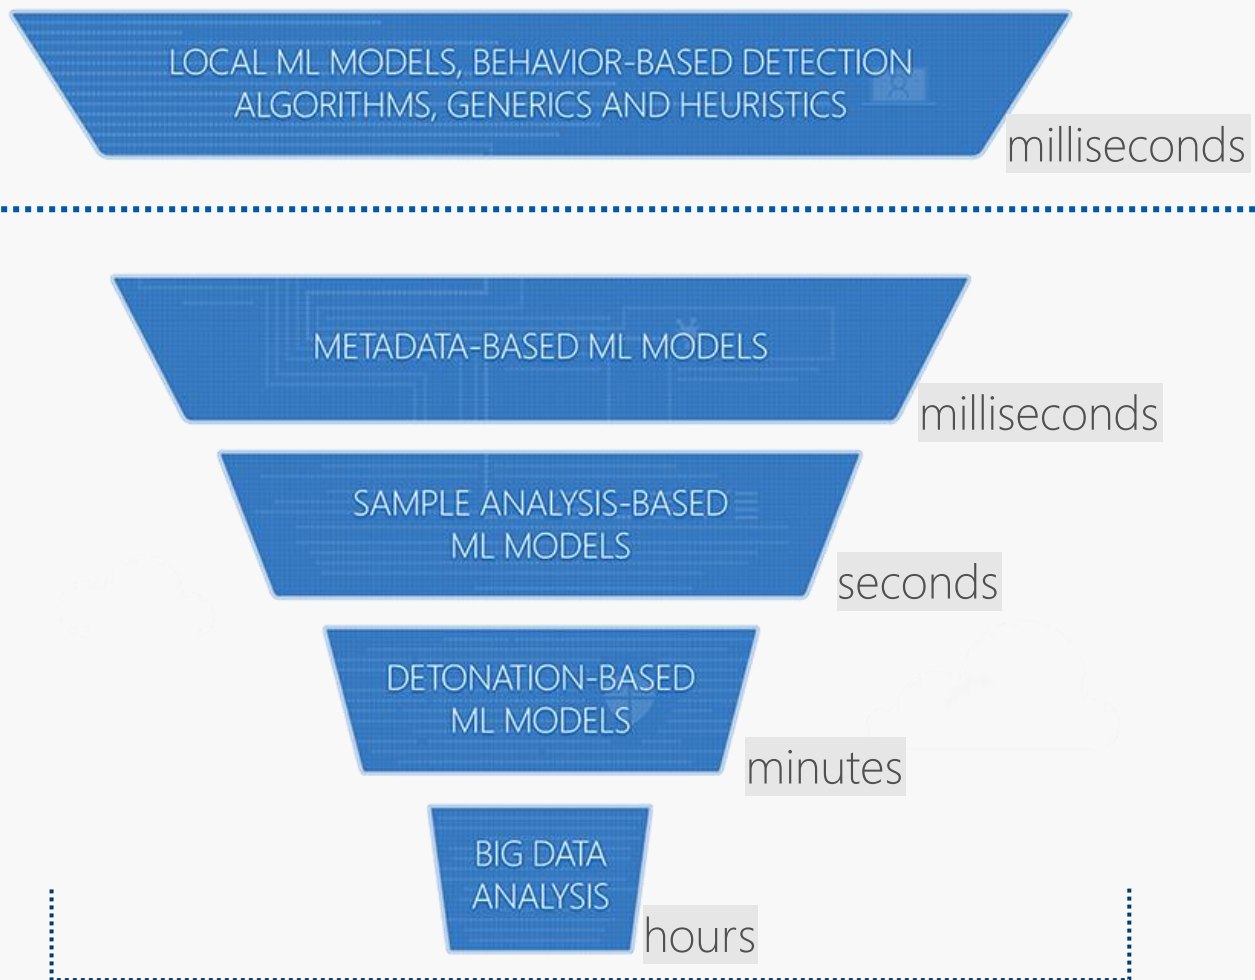 LOCAL ML MODELS, BEHAVIOR-BASED DETECTION
ALGORITHMS, GENERICS AND HEURISTICS
milliseconds
METADATA-BASED ML MODELS
milliseconds
SAMPLE ANALYSIS-BASED
ML MODELS
seconds
DETONATION-BASED
ML MODELS
minutes
BIG DATA
ANALYSIS
hours